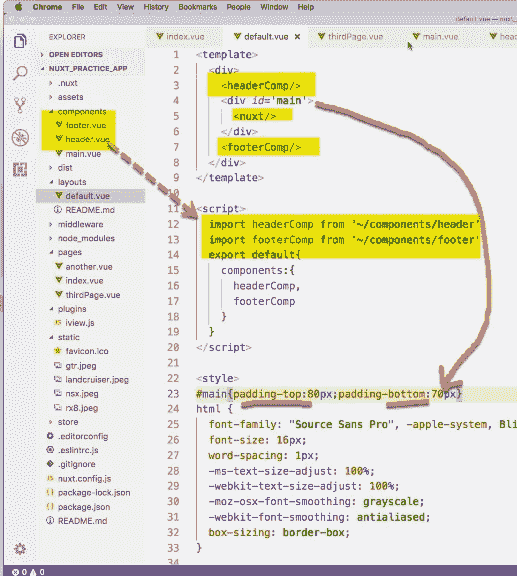 Chrome File Edit View History Bookmarks People Window Help
default.vue — nuxt_
EXPLORER
OPEN EDITORS
NUXT_PRACTICE_APP
.nuxt
assets
components
footer.vue
header.vue
main.vue
dist
layouts
default.vue
README.md
middleware
node_modules
pages
another.vue
index.vue
thirdPage.vue
plugins
iview.js
static
favicon.ico
gtr.jpeg
landcruiser.jpeg
nsx.jpeg
rx8.jpeg
store
.editorconfig
.eslintrc.js
.gitignore
nuxt.config.js
package-lock.json
package.json
README.md
index.vue default.vue × thirdPage.vue main.vue head
1 <template>
2 <div>
3 <headerComp/>
4 <div id='main'>
5 <nuxt/>
6 </div>
7 <footerComp/>
8 </div>
9 </template>
10
11 <script>
12 import headerComp from '~/components/header'
13 import footerComp from '~/components/footer'
14 export default{
15 components:{
16 headerComp,
17 footerComp
18 }
19 }
20 </script>
21
22 <style>
23 #main{padding-top:80px;padding-bottom:70px}
24 html {
25 font-family: "Source Sans Pro", -apple-system, Bli
26 font-size: 16px;
27 word-spacing: 1px;
28 -ms-text-size-adjust: 100%;
29 -webkit-text-size-adjust: 100%;
30 -moz-osx-font-smoothing: grayscale;
31 -webkit-font-smoothing: antialiased;
32 box-sizing: border-box;
33 }
0 0